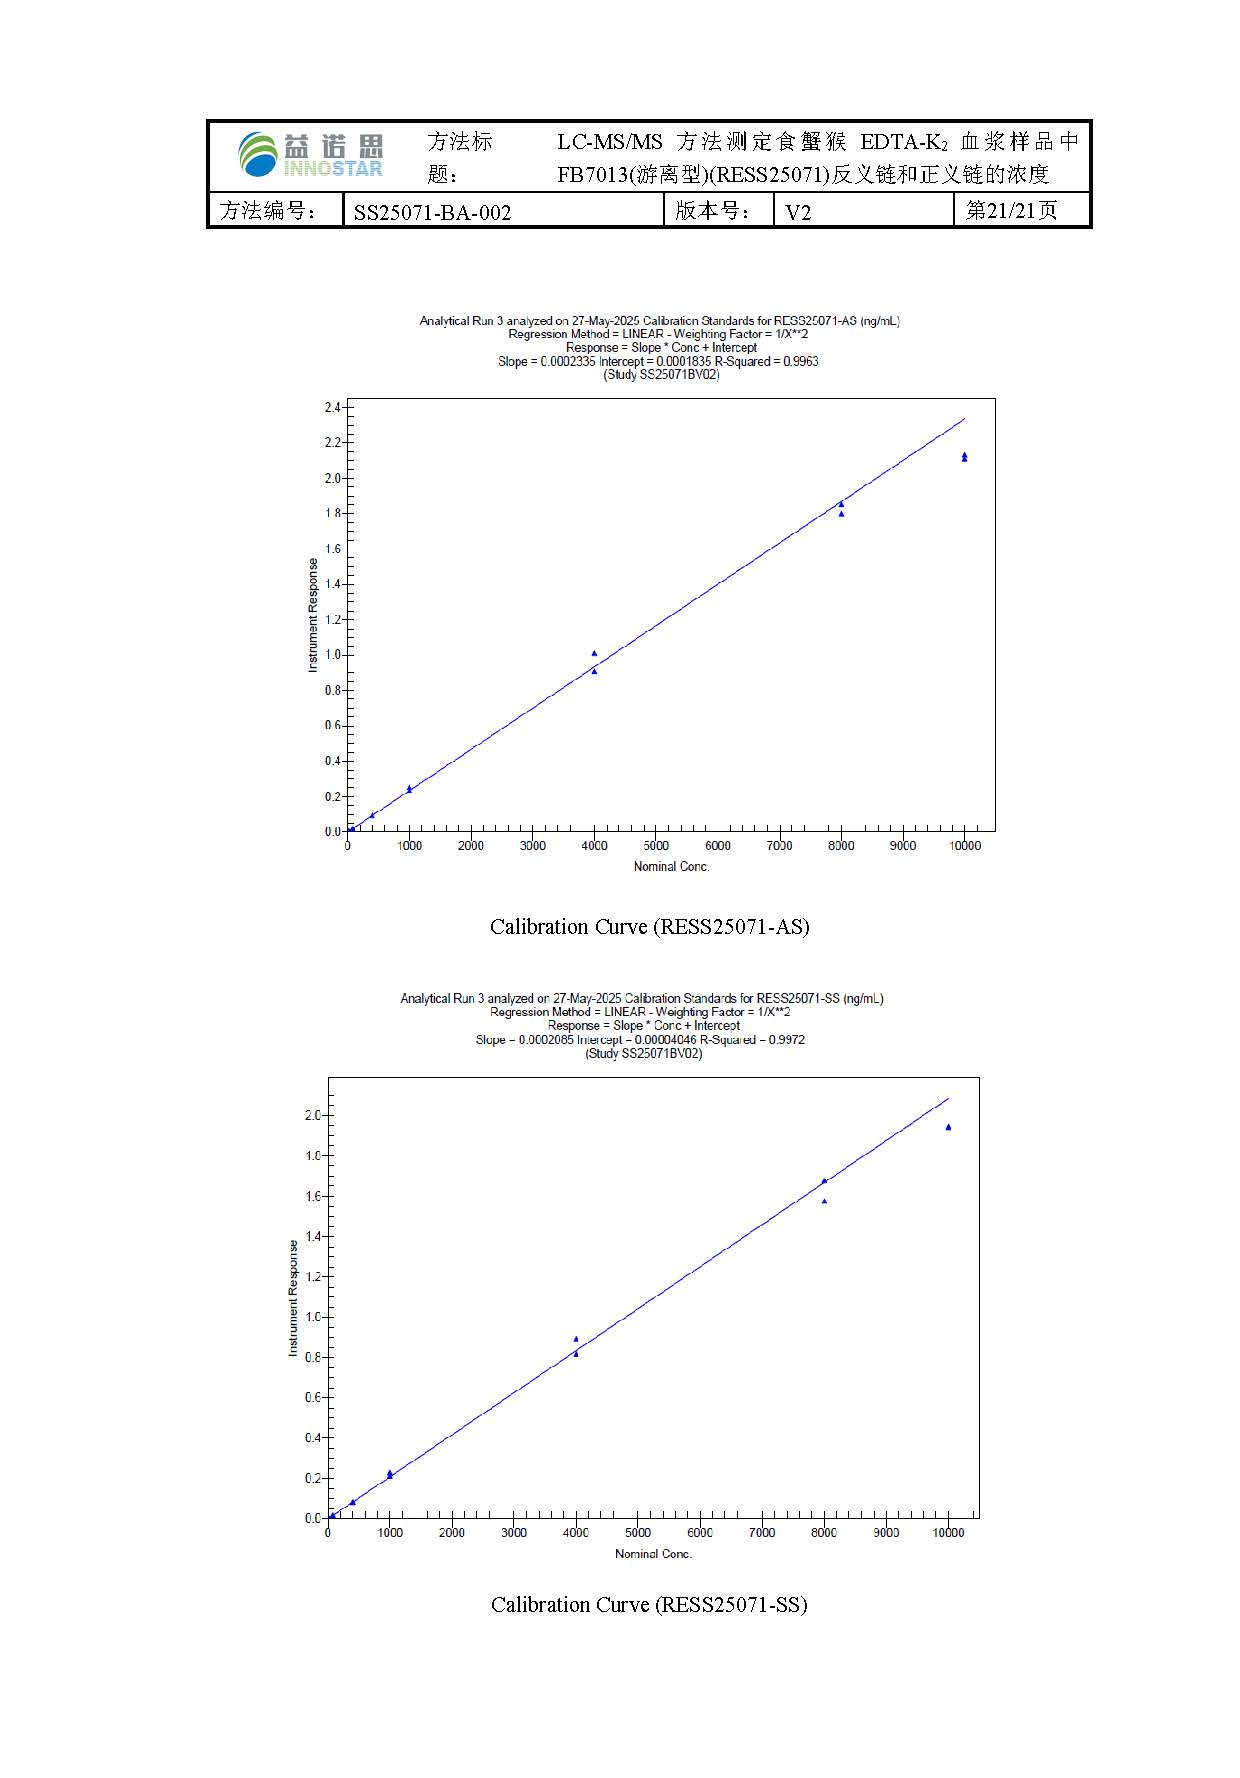 益诺思
INNOSTAR
方法标题：
LC-MS/MS 方法测定食蟹猴 EDTA-K₂ 血浆样品中
FB7013(游离型)(RESS25071)反义链和正义链的浓度
方法编号： SS25071-BA-002 版本号： V2 第21/21页
Analytical Run 3 analyzed on 27-May-2025 Calibration Standards for RESS25071-AS (ng/mL)
Regression Method = LINEAR - Weighting Factor = 1/X**2
Response = Slope * Conc + Intercept
Slope = 0.0002335 Intercept = 0.0001835 R-Squared = 0.9963
(Study SS25071BV02)
2.4
2.2
2.0
1.8
1.6
1.4
1.2
1.0
0.8
0.6
0.4
0.2
0.0
Instrument Response
0 1000 2000 3000 4000 5000 6000 7000 8000 9000 10000
Nominal Conc.
Calibration Curve (RESS25071-AS)
Analytical Run 3 analyzed on 27-May-2025 Calibration Standards for RESS25071-SS (ng/mL)
Regression Method = LINEAR - Weighting Factor = 1/X**2
Response = Slope * Conc + Intercept
Slope = 0.0002085 Intercept = 0.00004046 R-Squared = 0.9972
(Study SS25071BV02)
2.0
1.8
1.6
1.4
1.2
1.0
0.8
0.6
0.4
0.2
0.0
Instrument Response
0 1000 2000 3000 4000 5000 6000 7000 8000 9000 10000
Nominal Conc.
Calibration Curve (RESS25071-SS)